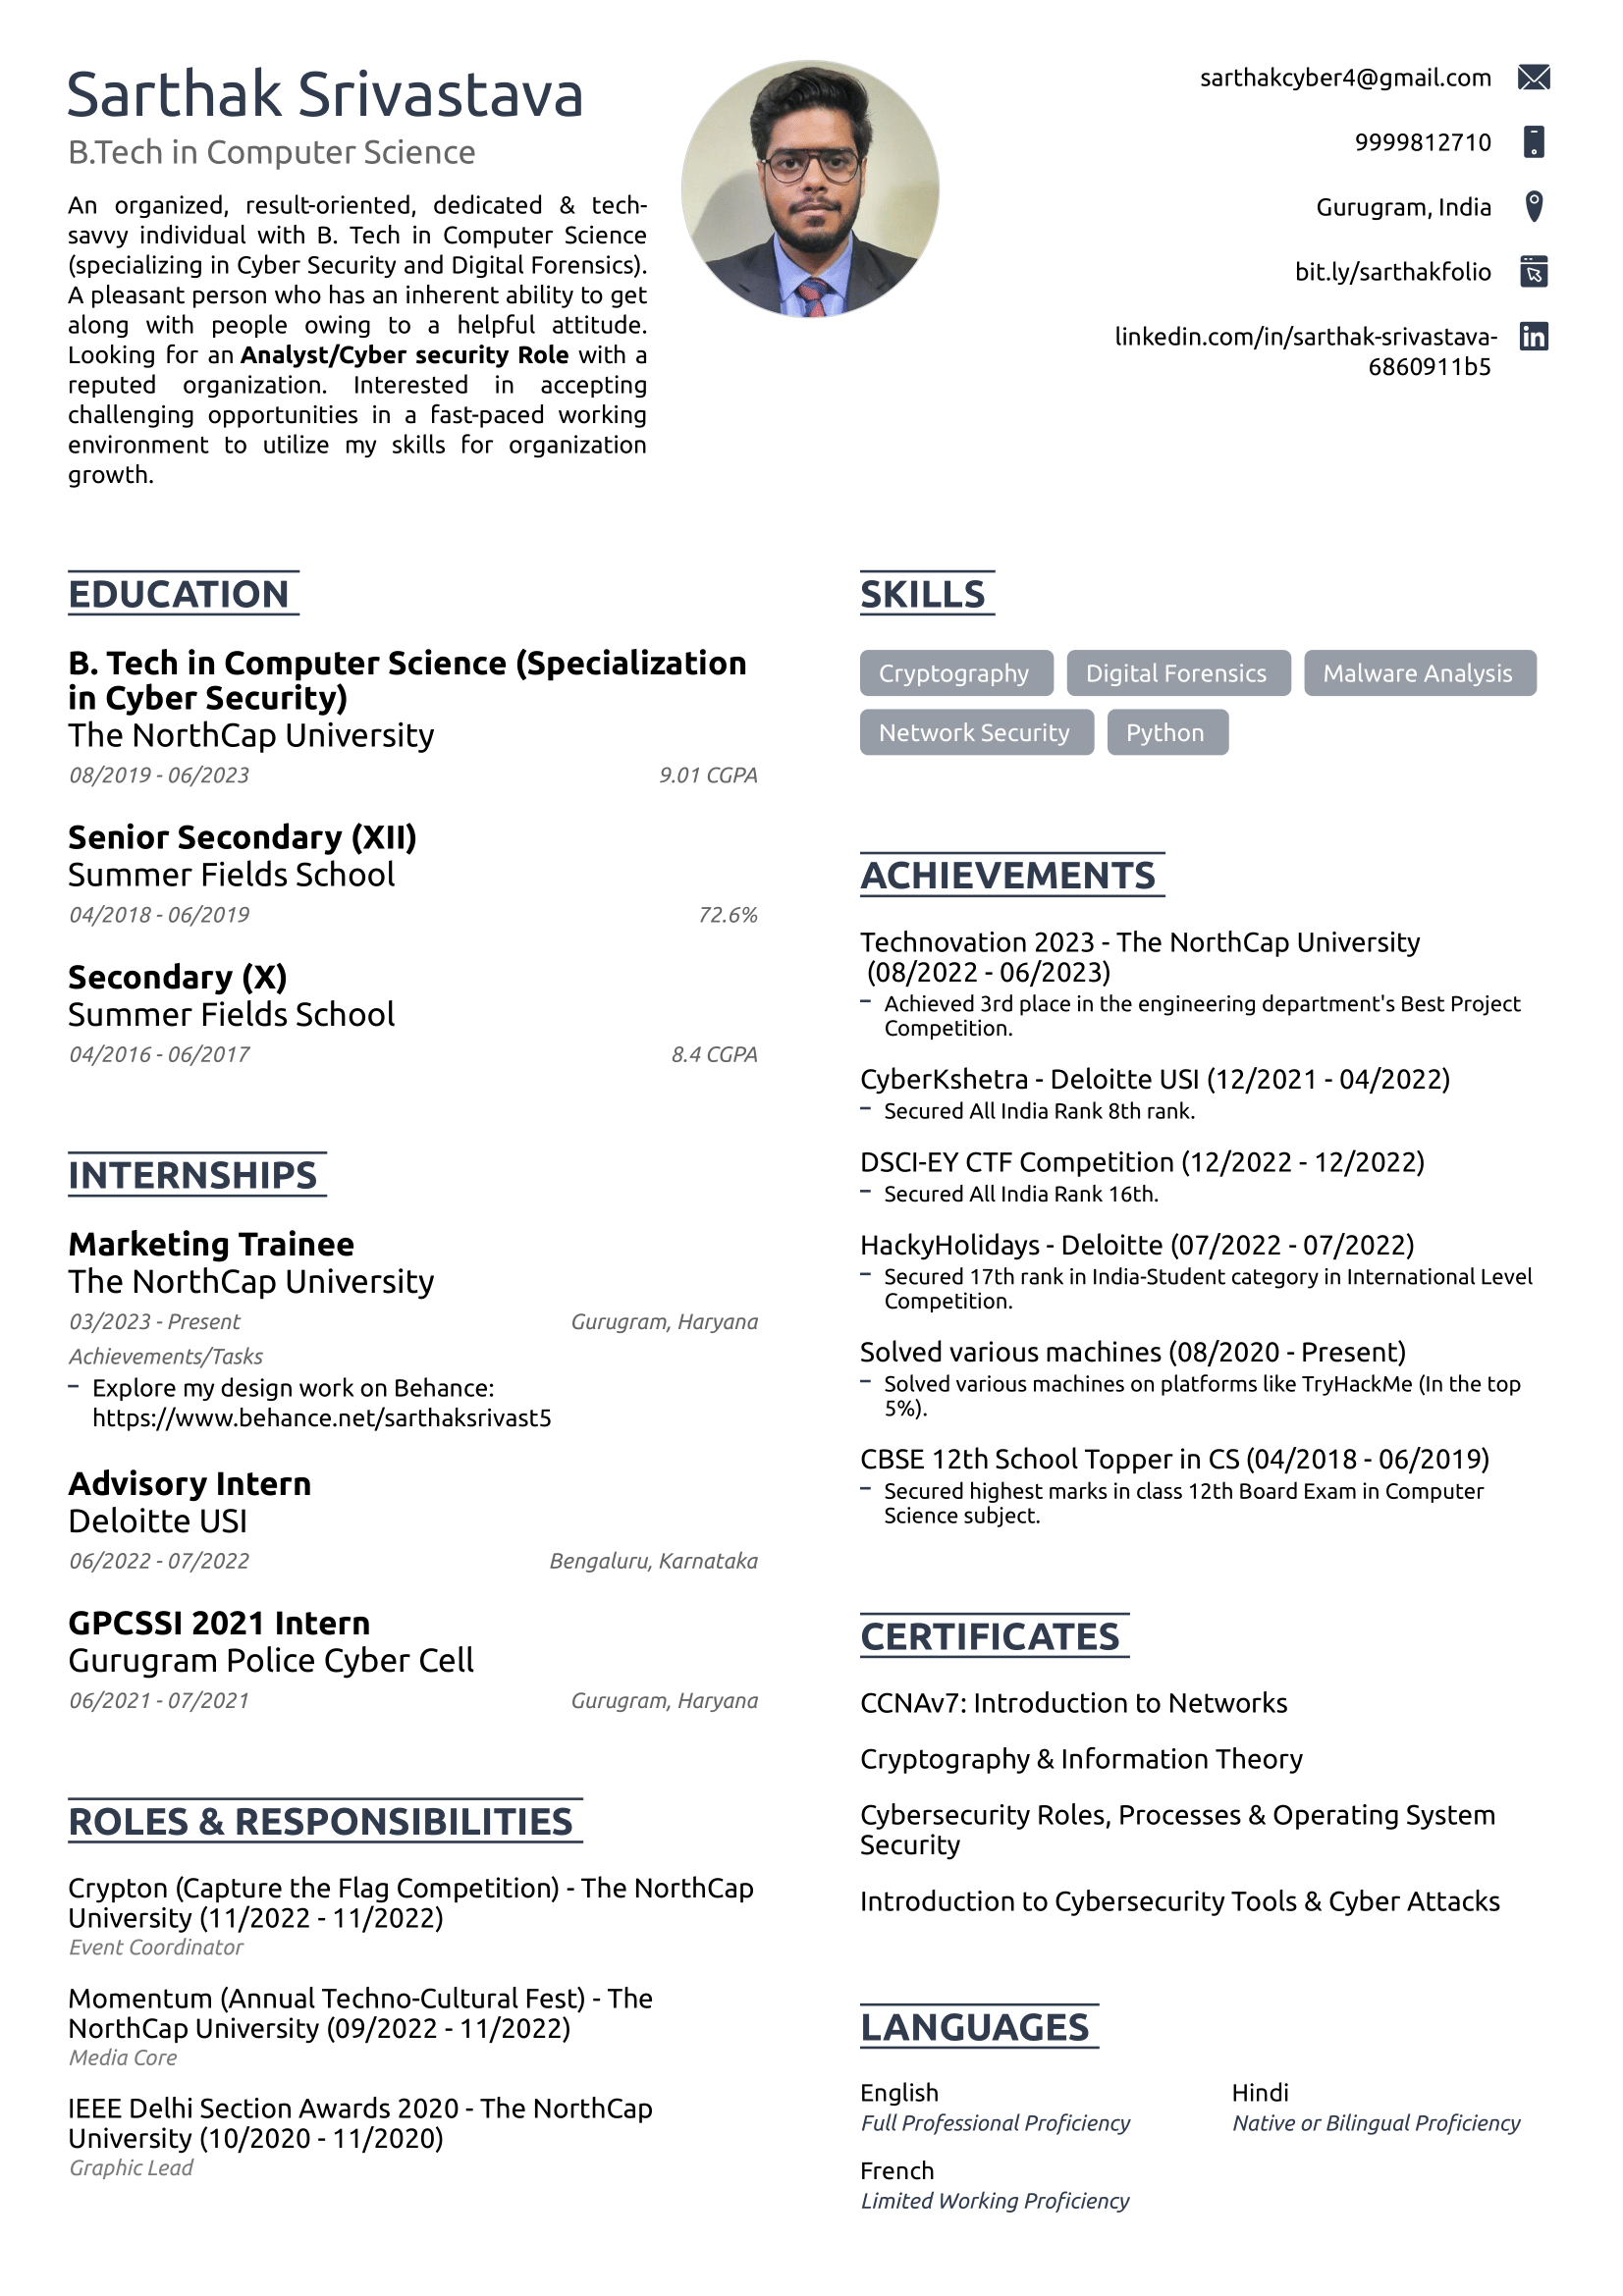 Sarthak Srivastava
B.Tech in Computer Science
An organized, result-oriented, dedicated & tech-
savvy individual with B. Tech in Computer Science
(specializing in Cyber Security and Digital Forensics).
A pleasant person who has an inherent ability to get
along with people owing to a helpful attitude.
Looking for an Analyst/Cyber security Role with a
reputed organization. Interested in accepting
challenging opportunities in a fast-paced working
environment to utilize my skills for organization
growth.
sarthakcyber4@gmail.com
9999812710
Gurugram, India
bit.ly/sarthakfolio
linkedin.com/in/sarthak-srivastava-
6860911b5
EDUCATION
B. Tech in Computer Science (Specialization
in Cyber Security)
The NorthCap University
08/2019 - 06/2023 9.01 CGPA
Senior Secondary (XII)
Summer Fields School
04/2018 - 06/2019 72.6%
Secondary (X)
Summer Fields School
04/2016 - 06/2017 8.4 CGPA
INTERNSHIPS
Marketing Trainee
The NorthCap University
03/2023 - Present Gurugram, Haryana
Achievements/Tasks
– Explore my design work on Behance:
https://www.behance.net/sarthaksrivast5
Advisory Intern
Deloitte USI
06/2022 - 07/2022 Bengaluru, Karnataka
GPCSSI 2021 Intern
Gurugram Police Cyber Cell
06/2021 - 07/2021 Gurugram, Haryana
ROLES & RESPONSIBILITIES
Crypton (Capture the Flag Competition) - The NorthCap
University (11/2022 - 11/2022)
Event Coordinator
Momentum (Annual Techno-Cultural Fest) - The
NorthCap University (09/2022 - 11/2022)
Media Core
IEEE Delhi Section Awards 2020 - The NorthCap
University (10/2020 - 11/2020)
Graphic Lead
SKILLS
Cryptography Digital Forensics Malware Analysis
Network Security Python
ACHIEVEMENTS
Technovation 2023 - The NorthCap University
(08/2022 - 06/2023)
– Achieved 3rd place in the engineering department's Best Project
Competition.
CyberKshetra - Deloitte USI (12/2021 - 04/2022)
– Secured All India Rank 8th rank.
DSCI-EY CTF Competition (12/2022 - 12/2022)
– Secured All India Rank 16th.
HackyHolidays - Deloitte (07/2022 - 07/2022)
– Secured 17th rank in India-Student category in International Level
Competition.
Solved various machines (08/2020 - Present)
– Solved various machines on platforms like TryHackMe (In the top
5%).
CBSE 12th School Topper in CS (04/2018 - 06/2019)
– Secured highest marks in class 12th Board Exam in Computer
Science subject.
CERTIFICATES
CCNAv7: Introduction to Networks
Cryptography & Information Theory
Cybersecurity Roles, Processes & Operating System
Security
Introduction to Cybersecurity Tools & Cyber Attacks
LANGUAGES
English Hindi
Full Professional Proficiency Native or Bilingual Proficiency
French
Limited Working Proficiency